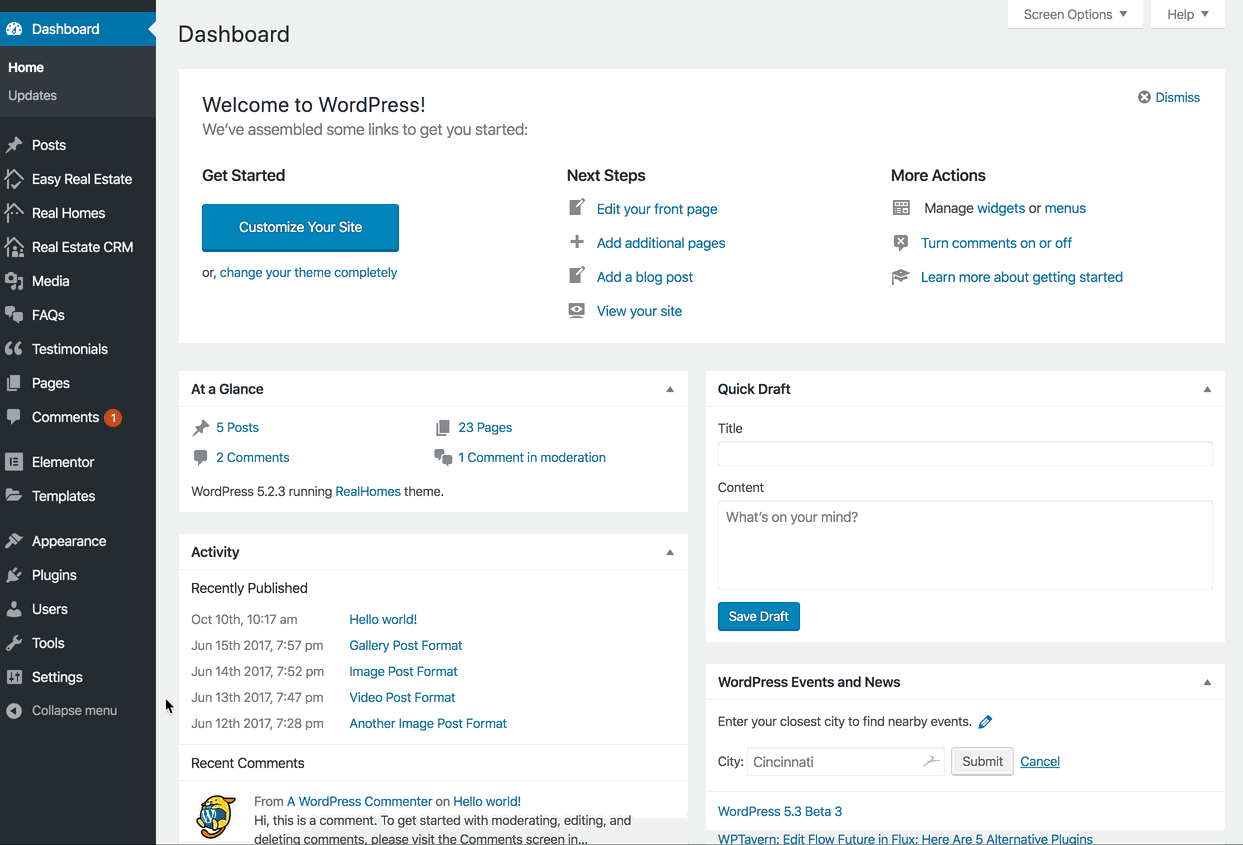 Dashboard
Home
Updates
Posts
Easy Real Estate
Real Homes
Real Estate CRM
Media
FAQs
Testimonials
Pages
Comments 1
Elementor
Templates
Appearance
Plugins
Users
Tools
Settings
Collapse menu
Screen Options ▼
Help ▼
Dashboard
Welcome to WordPress!
We've assembled some links to get you started:
Dismiss
Get Started
Customize Your Site
or, change your theme completely
Next Steps
Edit your front page
Add additional pages
Add a blog post
View your site
More Actions
Manage widgets or menus
Turn comments on or off
Learn more about getting started
At a Glance
5 Posts
23 Pages
2 Comments
1 Comment in moderation
WordPress 5.2.3 running RealHomes theme.
Activity
Recently Published
Oct 10th, 10:17 am Hello world!
Jun 15th 2017, 7:57 pm Gallery Post Format
Jun 14th 2017, 7:52 pm Image Post Format
Jun 13th 2017, 7:47 pm Video Post Format
Jun 12th 2017, 7:28 pm Another Image Post Format
Recent Comments
From A WordPress Commenter on Hello world!
Hi, this is a comment. To get started with moderating, editing, and
deleting comments, please visit the Comments screen in...
Quick Draft
Title
Content
What's on your mind?
Save Draft
WordPress Events and News
Enter your closest city to find nearby events.
City: Cincinnati Submit Cancel
WordPress 5.3 Beta 3
WPTavern: Edit Flow Future in Flux: Here Are 5 Alternative Plugins